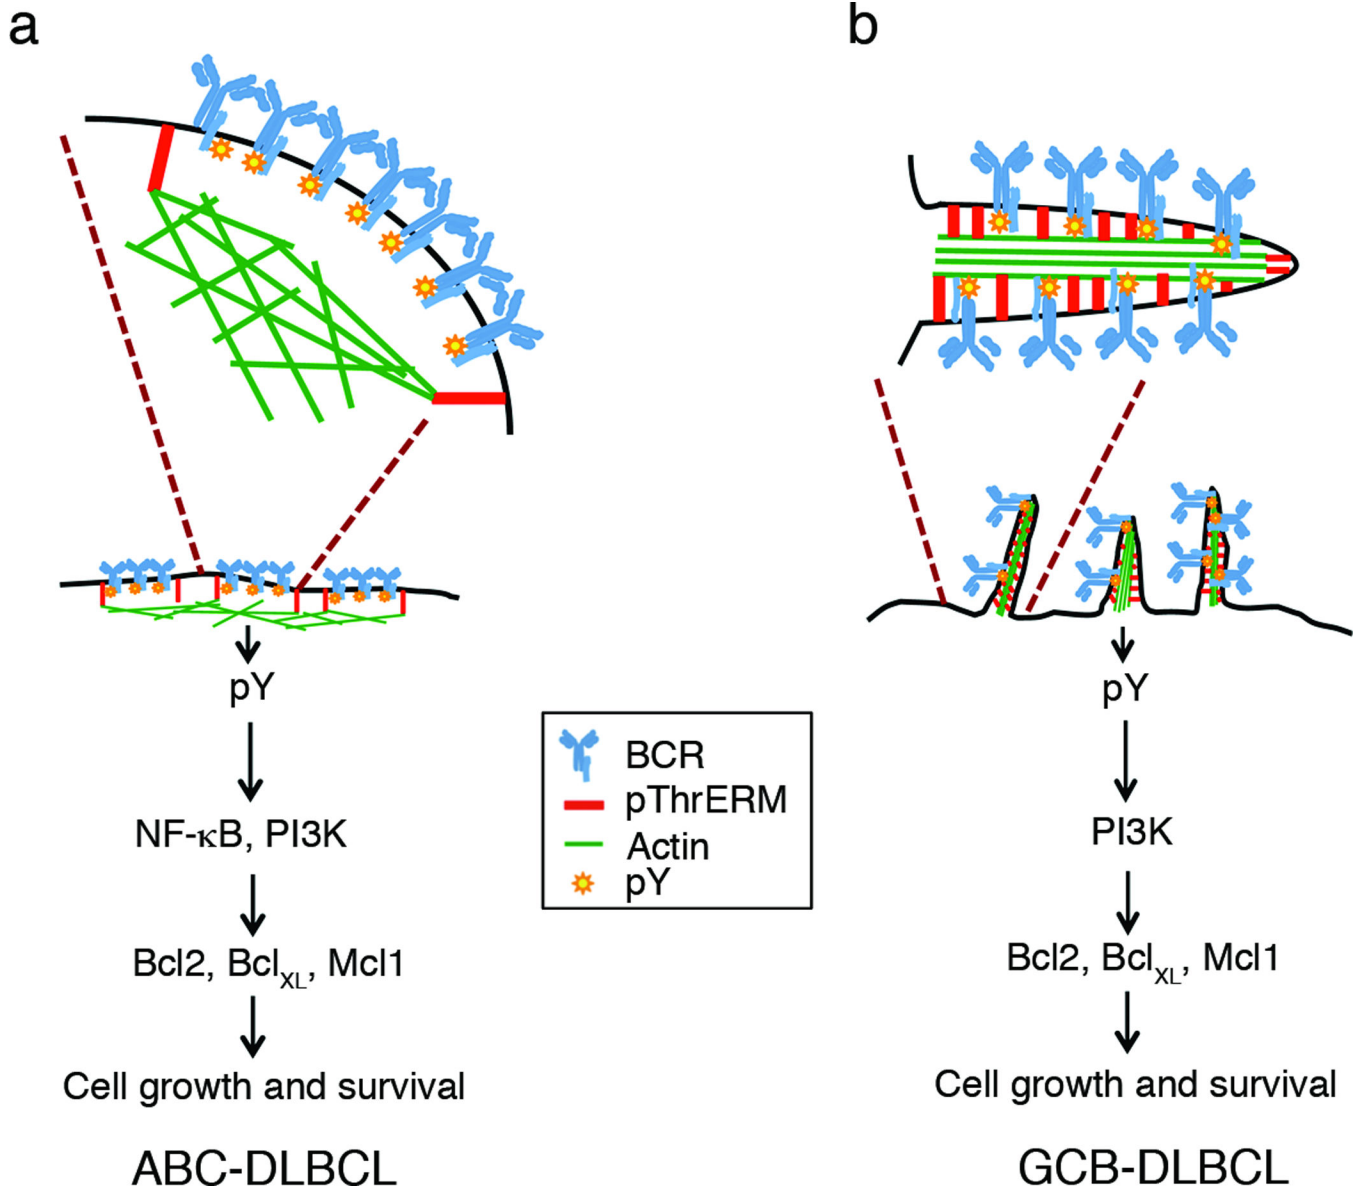 a
b
pY
pY
NF-κB, PI3K
PI3K
BCR
pThrERM
Actin
pY
Bcl2, BclXL, Mcl1
Bcl2, BclXL, Mcl1
Cell growth and survival
Cell growth and survival
ABC-DLBCL
GCB-DLBCL